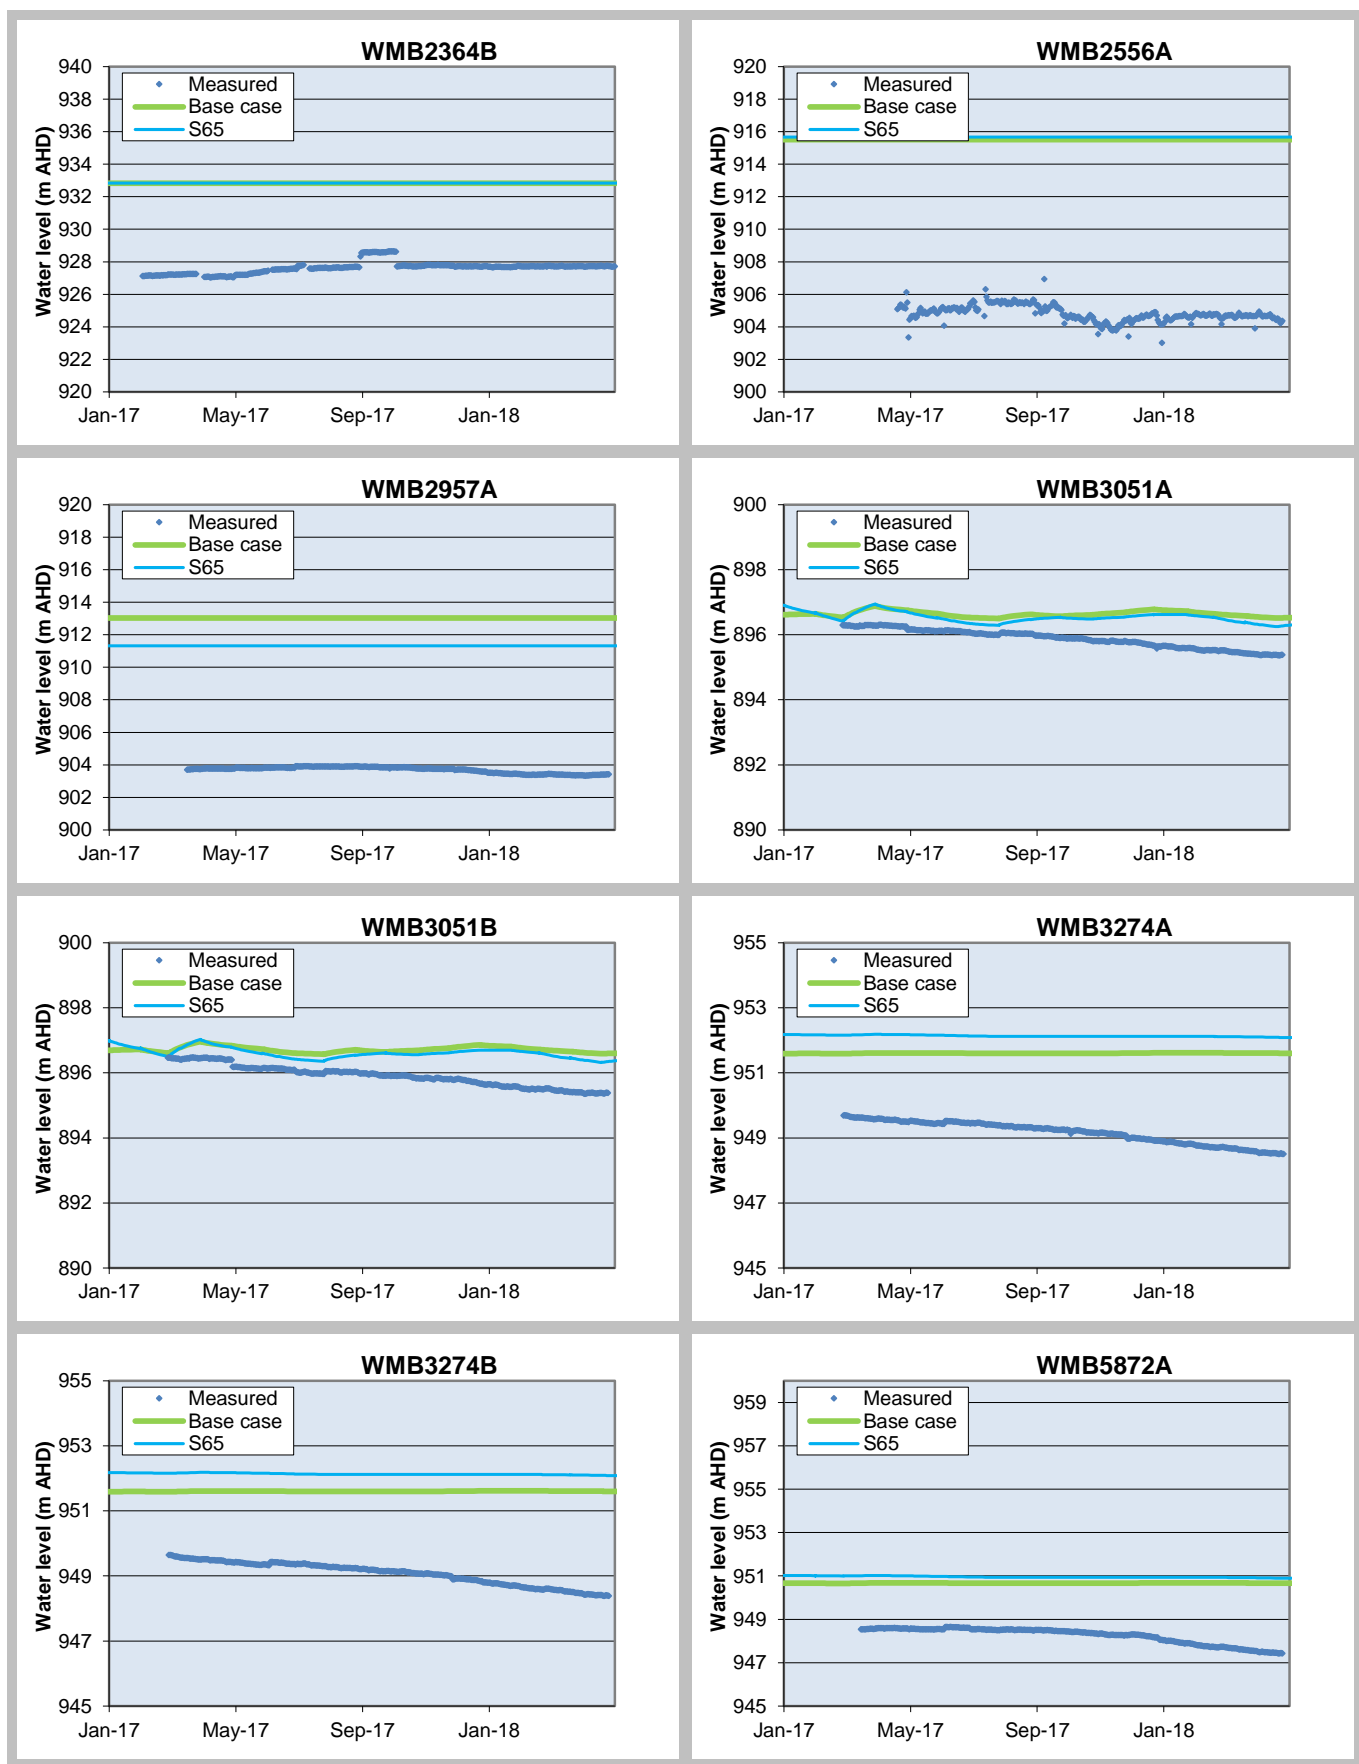 WMB2364B
940
938
936
934
932
930
928
926
924
922
920
Water level (m AHD)
Measured
Base case
S65
Jan-17 May-17 Sep-17 Jan-18
WMB2556A
920
918
916
914
912
910
908
906
904
902
900
Water level (m AHD)
Measured
Base case
S65
Jan-17 May-17 Sep-17 Jan-18
WMB2957A
920
918
916
914
912
910
908
906
904
902
900
Water level (m AHD)
Measured
Base case
S65
Jan-17 May-17 Sep-17 Jan-18
WMB3051A
900
898
896
894
892
890
Water level (m AHD)
Measured
Base case
S65
Jan-17 May-17 Sep-17 Jan-18
WMB3051B
900
898
896
894
892
890
Water level (m AHD)
Measured
Base case
S65
Jan-17 May-17 Sep-17 Jan-18
WMB3274A
955
953
951
949
947
945
Water level (m AHD)
Measured
Base case
S65
Jan-17 May-17 Sep-17 Jan-18
WMB3274B
955
953
951
949
947
945
Water level (m AHD)
Measured
Base case
S65
Jan-17 May-17 Sep-17 Jan-18
WMB5872A
959
957
955
953
951
949
947
945
Water level (m AHD)
Measured
Base case
S65
Jan-17 May-17 Sep-17 Jan-18